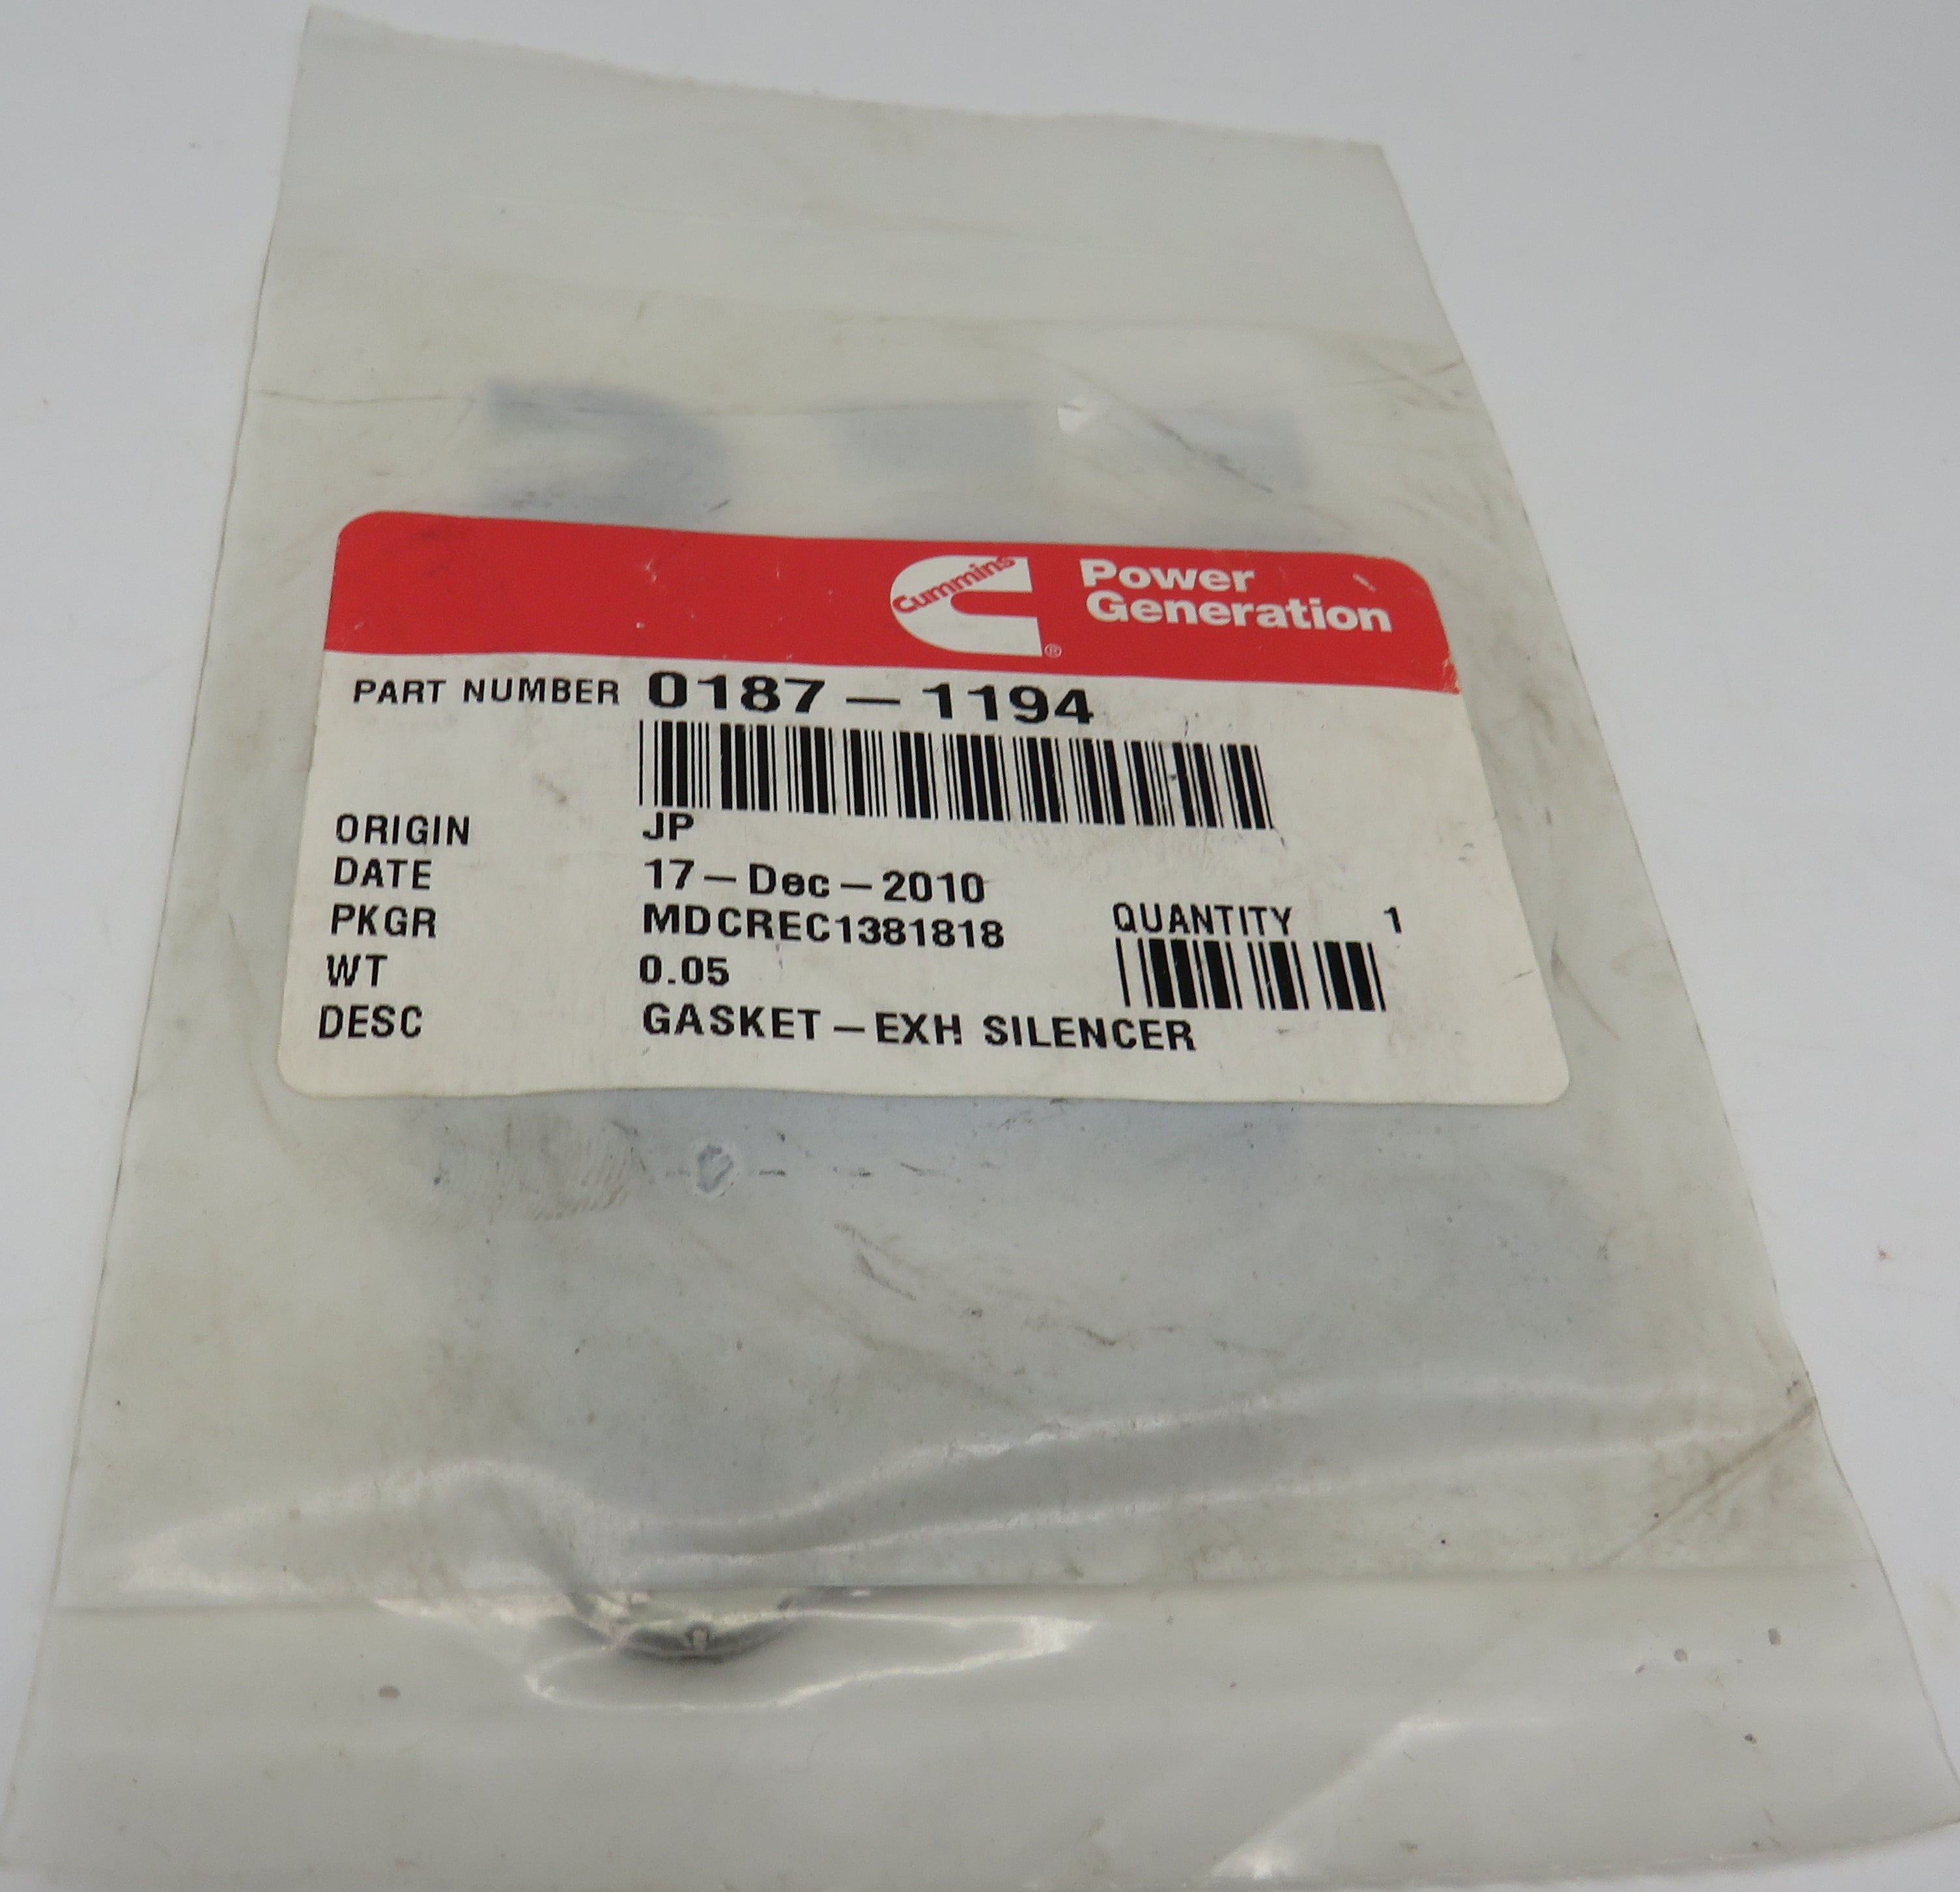 Cummins
®
Power
Generation
PART NUMBER 0187-1194
ORIGIN JP
DATE 17-Dec-2010
PKGR MDCREC1381818 QUANTITY 1
WT 0.05
DESC GASKET-EXH SILENCER